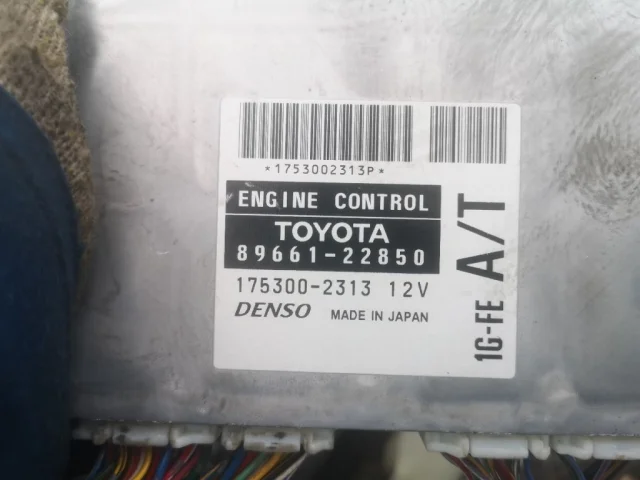 *1753002313P*
ENGINE CONTROL
TOYOTA
89661-22850
175300-2313 12V
DENSO MADE IN JAPAN
1G-FE A/T